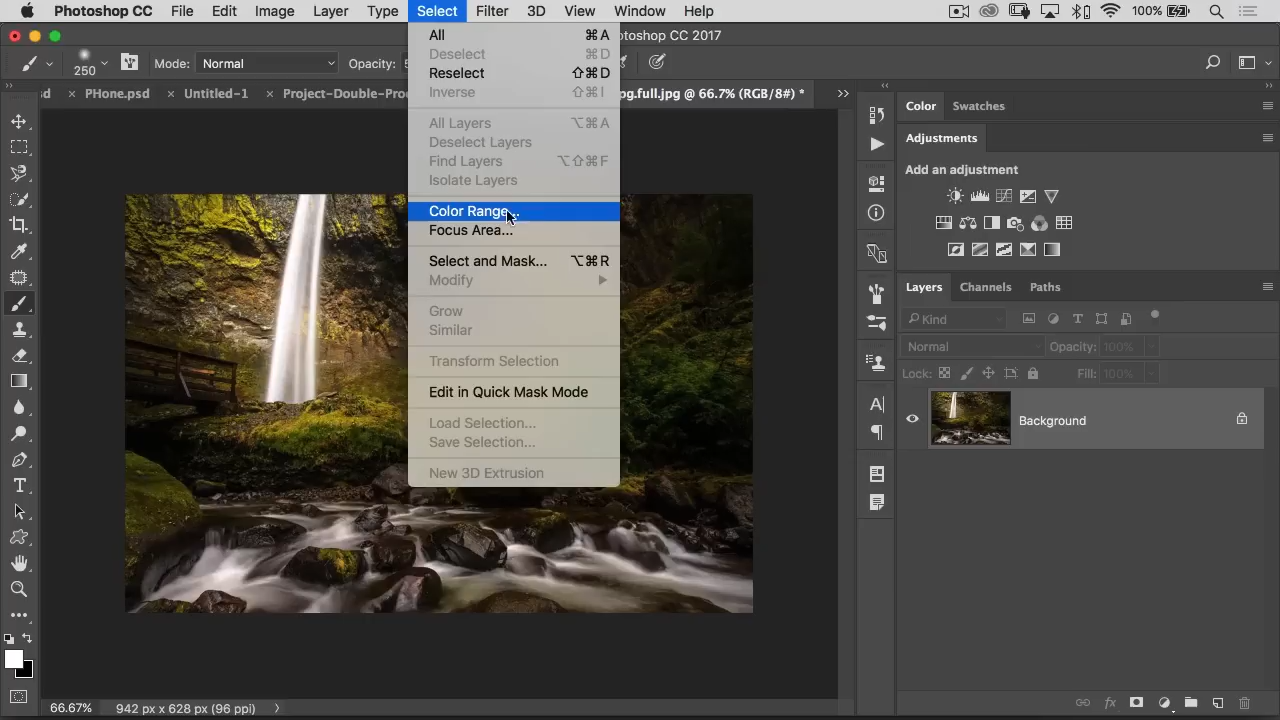 Photoshop CC File Edit Image Layer Type Select Filter 3D View Window Help 100%
otoshop CC 2017
250 Mode: Normal Opacity:
d × PHone.psd × Untitled-1 × Project-Double-Pro pg.full.jpg @ 66.7% (RGB/8#) * >>
All ⌘A
Deselect ⌘D
Reselect ⇧⌘D
Inverse ⇧⌘I
All Layers ⌥⌘A
Deselect Layers
Find Layers ⌥⇧⌘F
Isolate Layers
Color Range...
Focus Area...
Select and Mask... ⌥⌘R
Modify
Grow
Similar
Transform Selection
Edit in Quick Mask Mode
Load Selection...
Save Selection...
New 3D Extrusion
Color Swatches
Adjustments
Add an adjustment
Layers Channels Paths
Kind
Normal Opacity: 100%
Lock: Fill: 100%
Background
66.67% 942 px x 628 px (96 ppi)